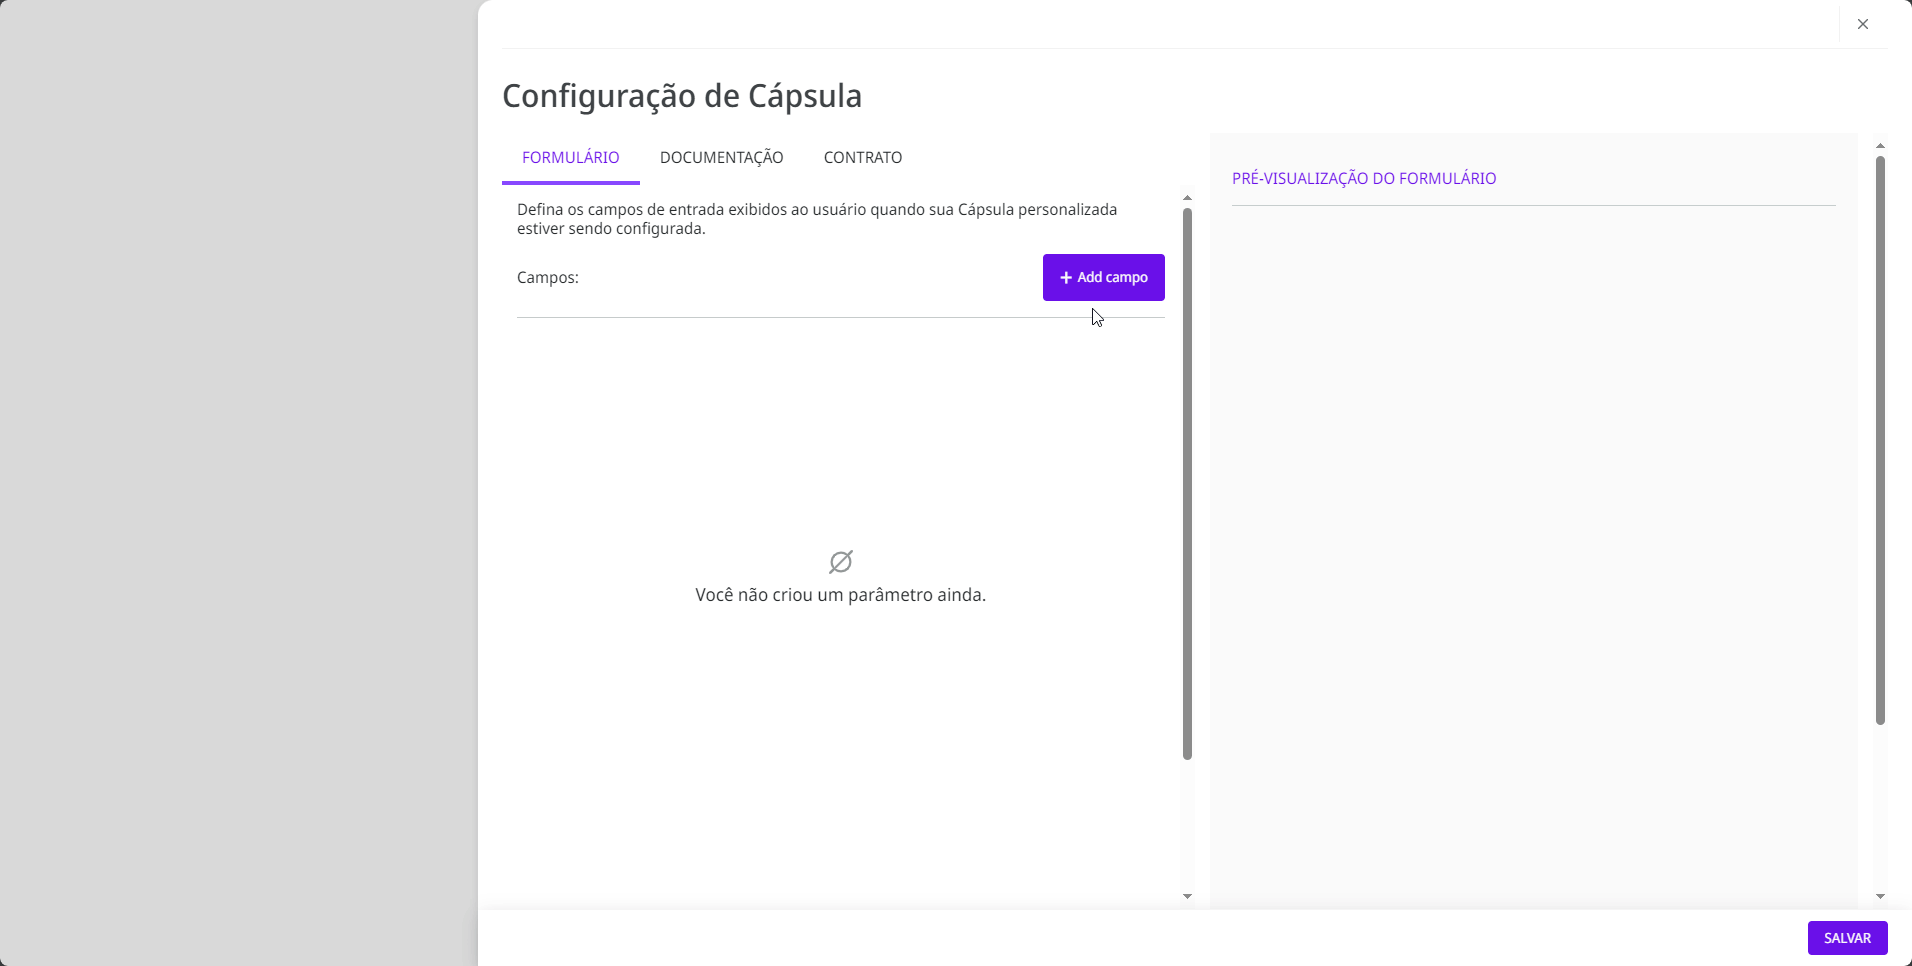 Configuração de Cápsula
FORMULÁRIO DOCUMENTAÇÃO CONTRATO
Defina os campos de entrada exibidos ao usuário quando sua Cápsula personalizada
estiver sendo configurada.
Campos:
Add campo
Você não criou um parâmetro ainda.
PRÉ-VISUALIZAÇÃO DO FORMULÁRIO
SALVAR